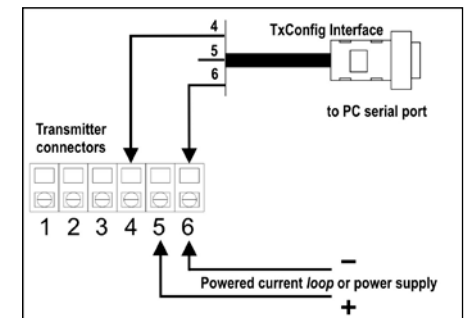 4
TxConfig Interface
5
6
to PC serial port
Transmitter
connectors
1 2 3 4 5 6
−
Powered current loop or power supply
+